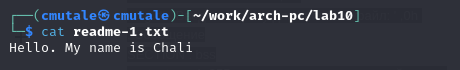 ┌──(cmutale㉿cmutale)-[~/work/arch-pc/lab10]
└─$ cat readme-1.txt
Hello. My name is Chali